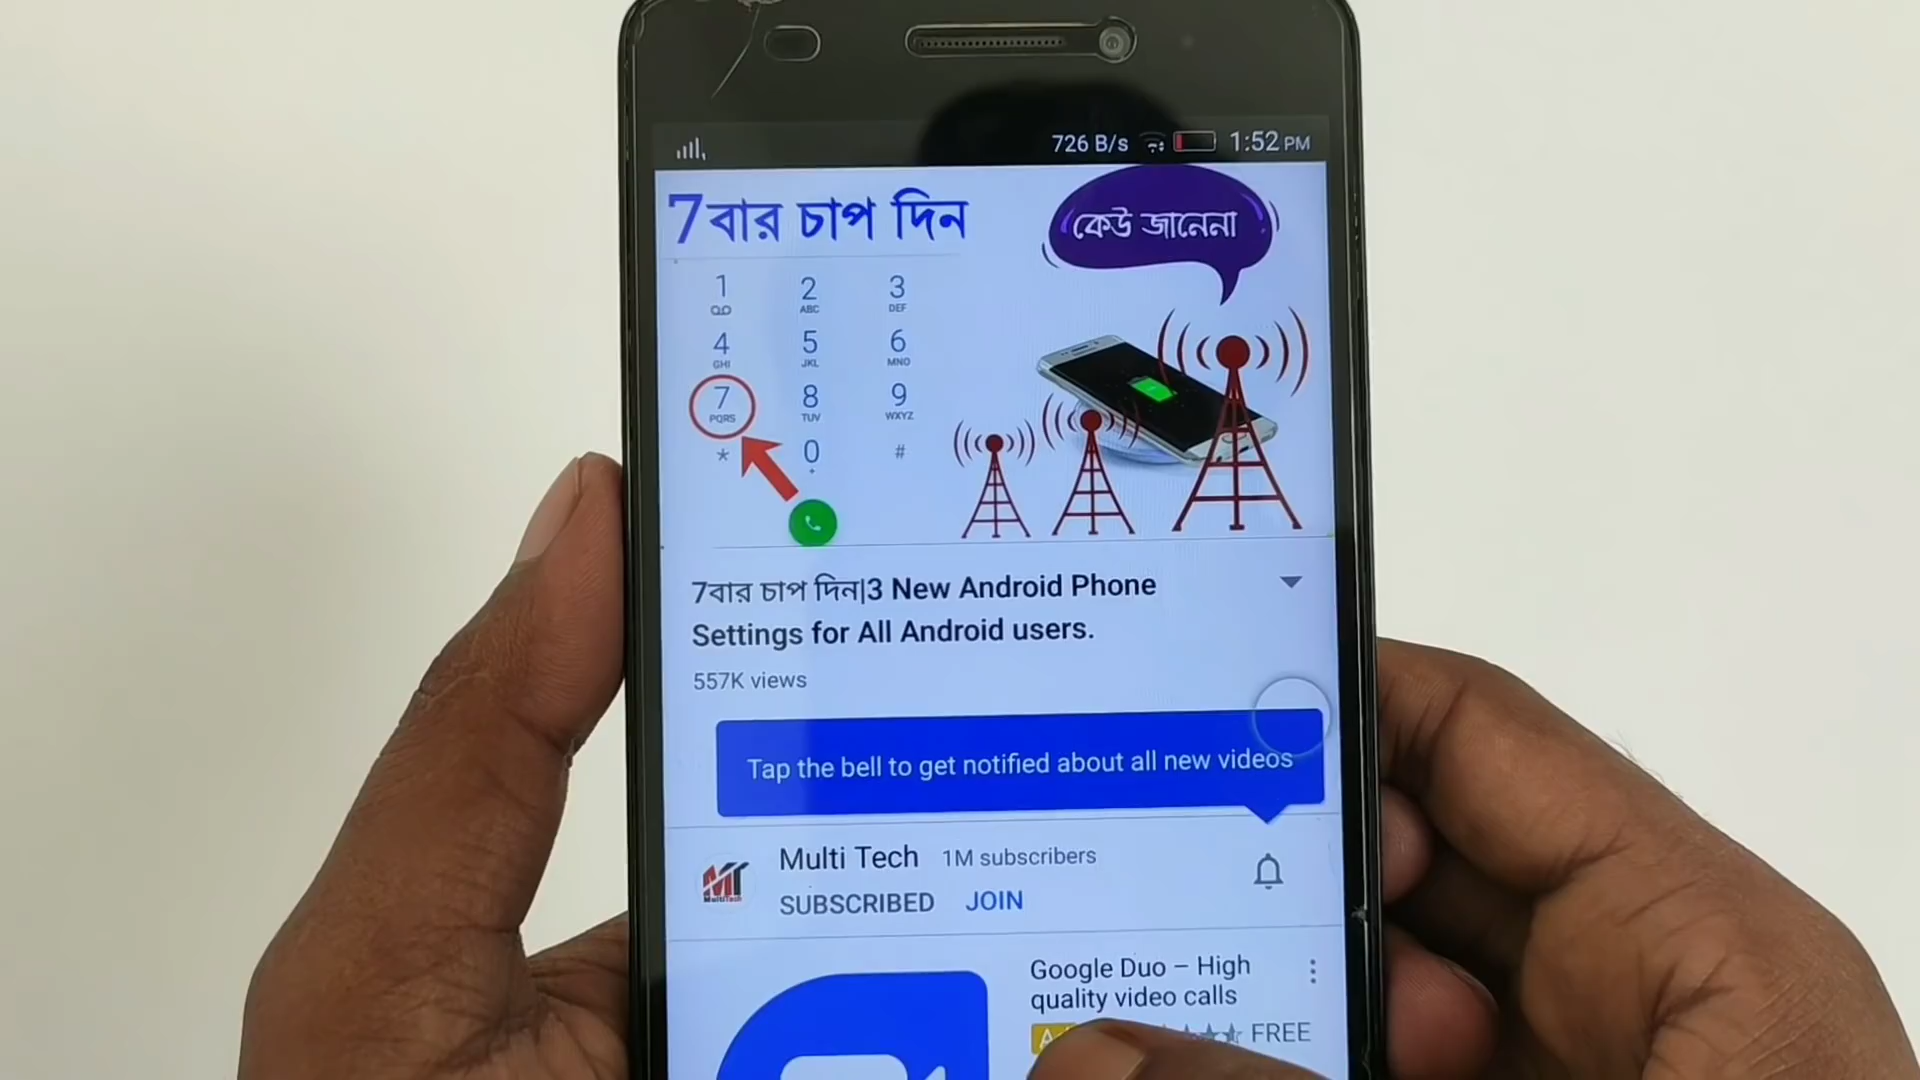 726 B/s 1:52 PM
7বার চাপ দিন
কেউ জানেনা
1 2 3
ABC DEF
4 5 6
GHI JKL MNO
7 8 9
PQRS TUV WXYZ
* 0 #
+
7বার চাপ দিন|3 New Android Phone
Settings for All Android users.
557K views
Tap the bell to get notified about all new videos
Multi Tech 1M subscribers
MT
MultiTech
SUBSCRIBED JOIN
Google Duo – High
quality video calls
FREE